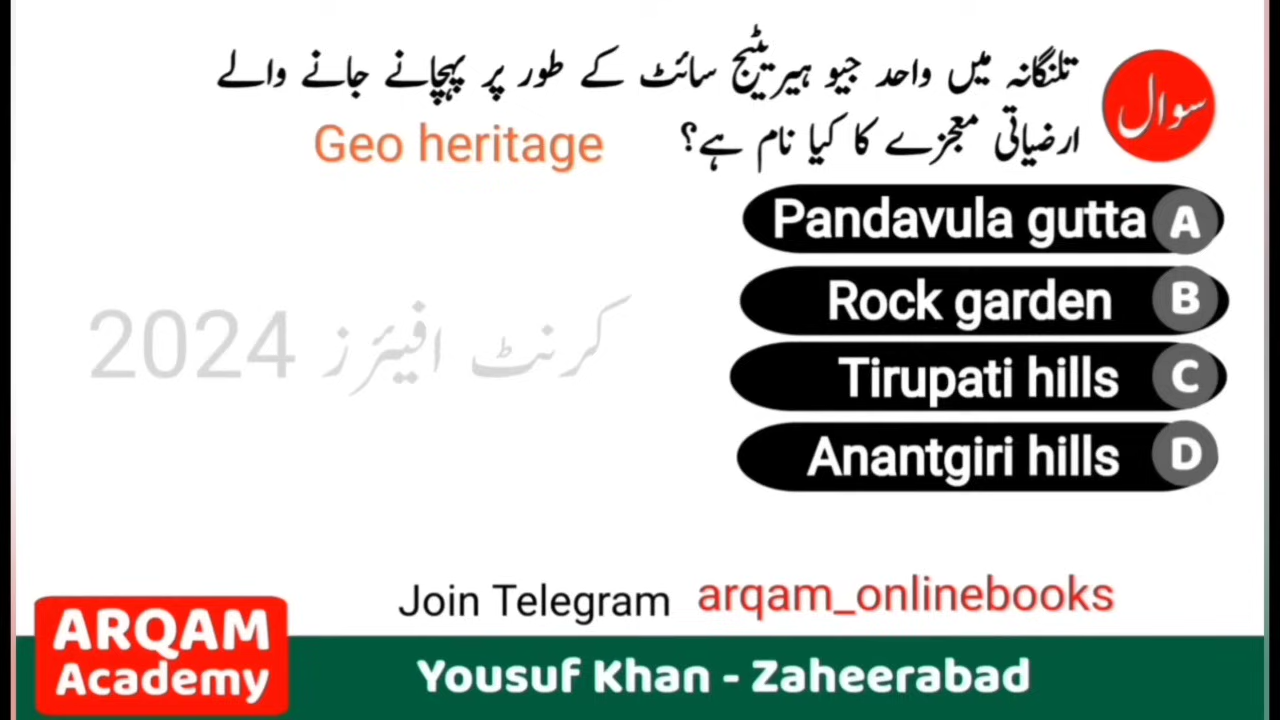 سوال
تلنگانہ میں واحد جیو ہیریٹیج سائٹ کے طور پر پہچانے جانے والے
ارضیاتی معجزے کا کیا نام ہے؟ Geo heritage
Pandavula gutta A
Rock garden B
Tirupati hills C
Anantgiri hills D
کرنٹ افیئرز 2024
Join Telegram arqam_onlinebooks
ARQAM
Academy
Yousuf Khan - Zaheerabad